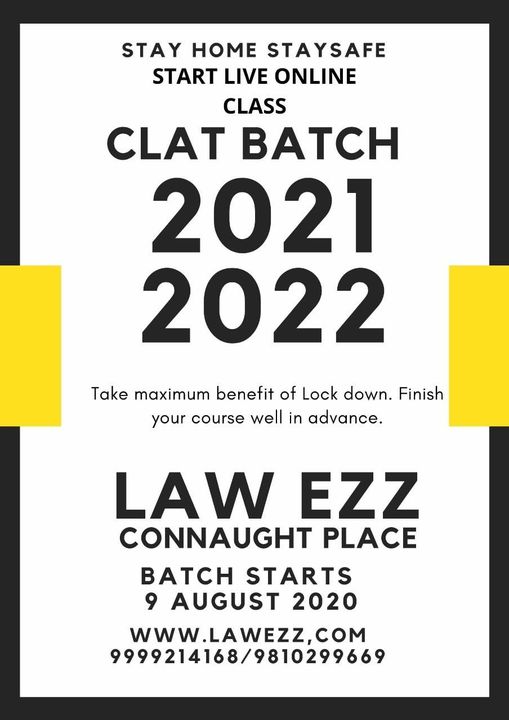 STAY HOME STAYSAFE
START LIVE ONLINE
CLASS
CLAT BATCH
2021
2022
Take maximum benefit of Lock down. Finish
your course well in advance.
LAW EZZ
CONNAUGHT PLACE
BATCH STARTS
9 AUGUST 2020
WWW.LAWEZZ,COM
9999214168/9810299669